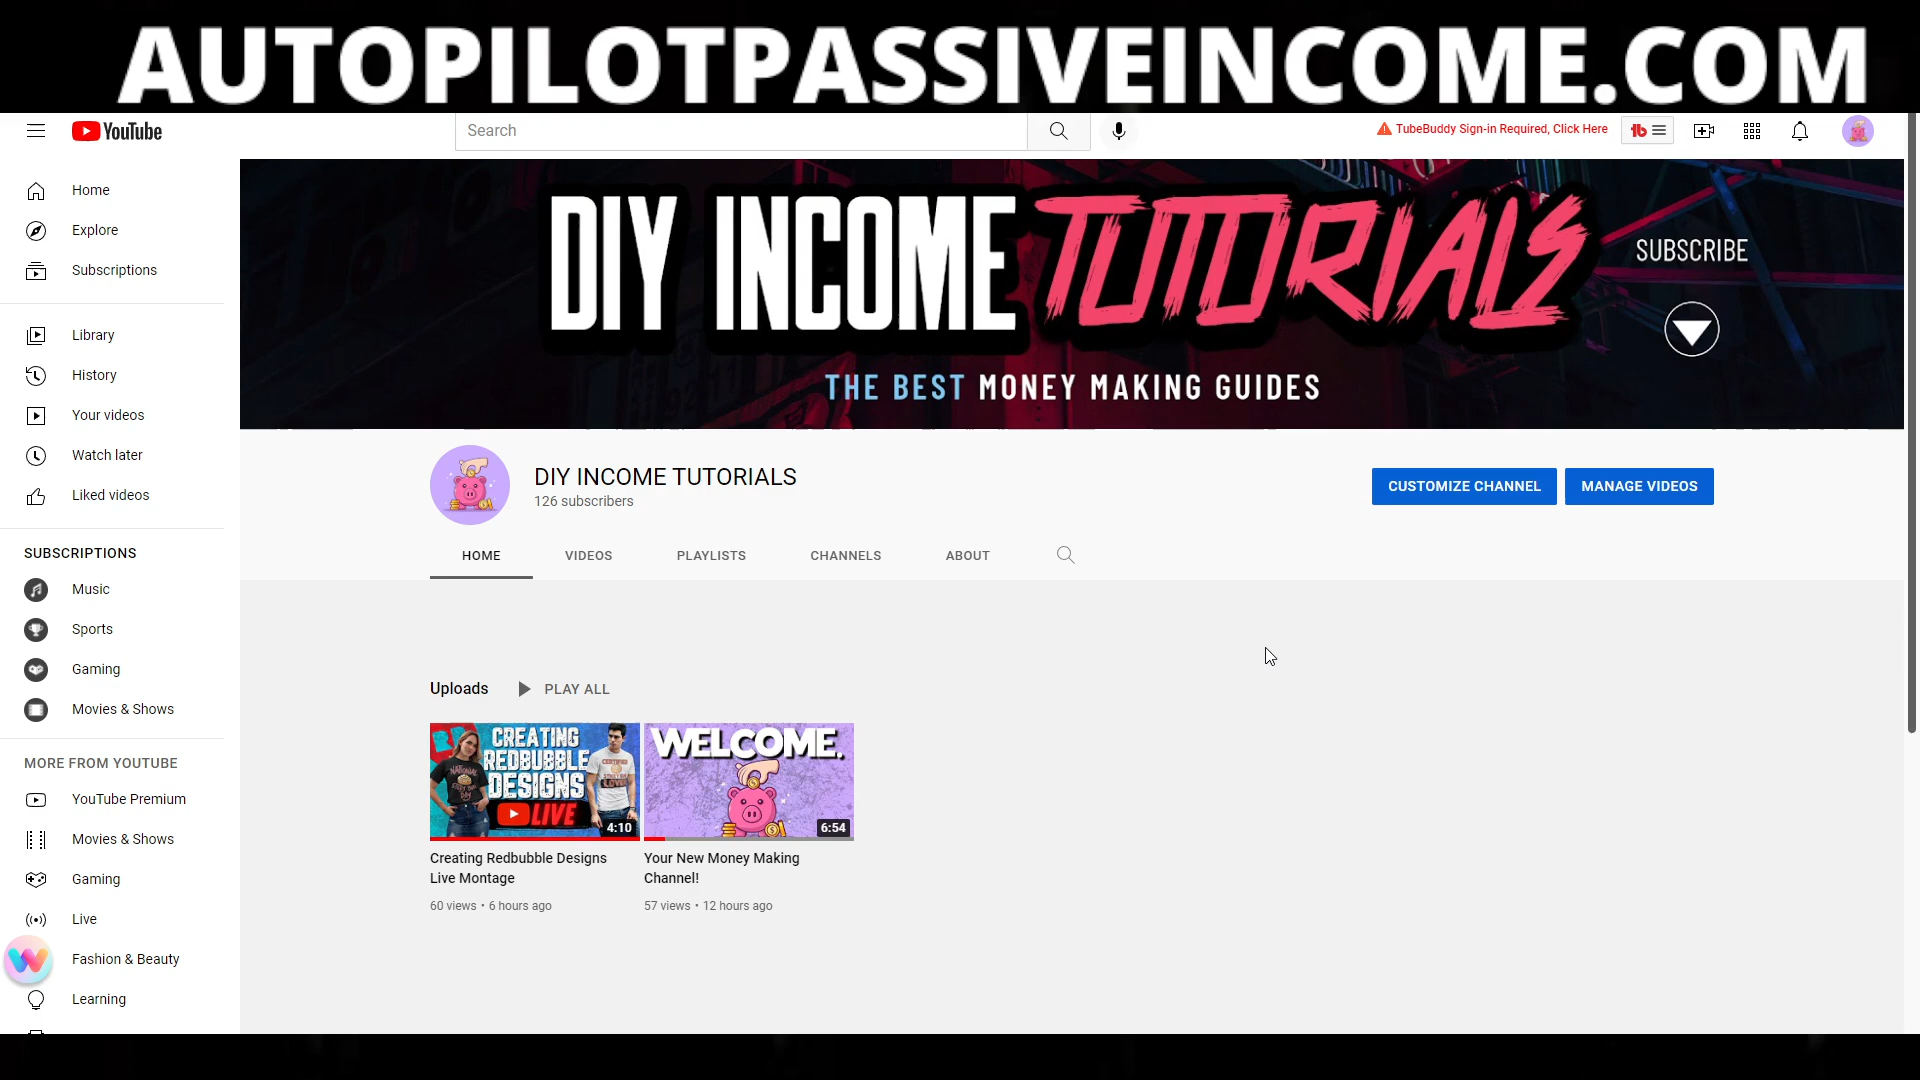 AUTOPILOTPASSIVEINCOME.COM
YouTube
Search
TubeBuddy Sign-in Required, Click Here
tb
Home
Explore
Subscriptions
Library
History
Your videos
Watch later
Liked videos
SUBSCRIPTIONS
Music
Sports
Gaming
Movies & Shows
MORE FROM YOUTUBE
YouTube Premium
Movies & Shows
Gaming
Live
Fashion & Beauty
Learning
DIY INCOME TUTORIALS
SUBSCRIBE
THE BEST MONEY MAKING GUIDES
DIY INCOME TUTORIALS
126 subscribers
CUSTOMIZE CHANNEL
MANAGE VIDEOS
HOME
VIDEOS
PLAYLISTS
CHANNELS
ABOUT
Uploads
PLAY ALL
CREATING
REDBUBBLE
DESIGNS
LIVE
4:10
Creating Redbubble Designs
Live Montage
60 views • 6 hours ago
WELCOME.
6:54
Your New Money Making
Channel!
57 views • 12 hours ago